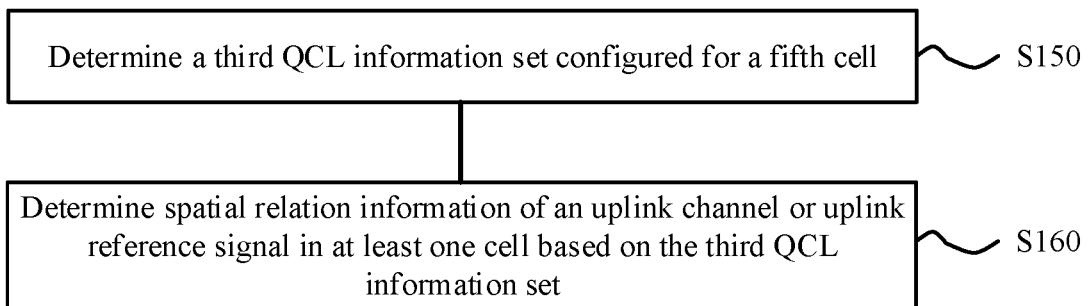 Determine a third QCL information set configured for a fifth cell
S150
Determine spatial relation information of an uplink channel or uplink
reference signal in at least one cell based on the third QCL
information set
S160